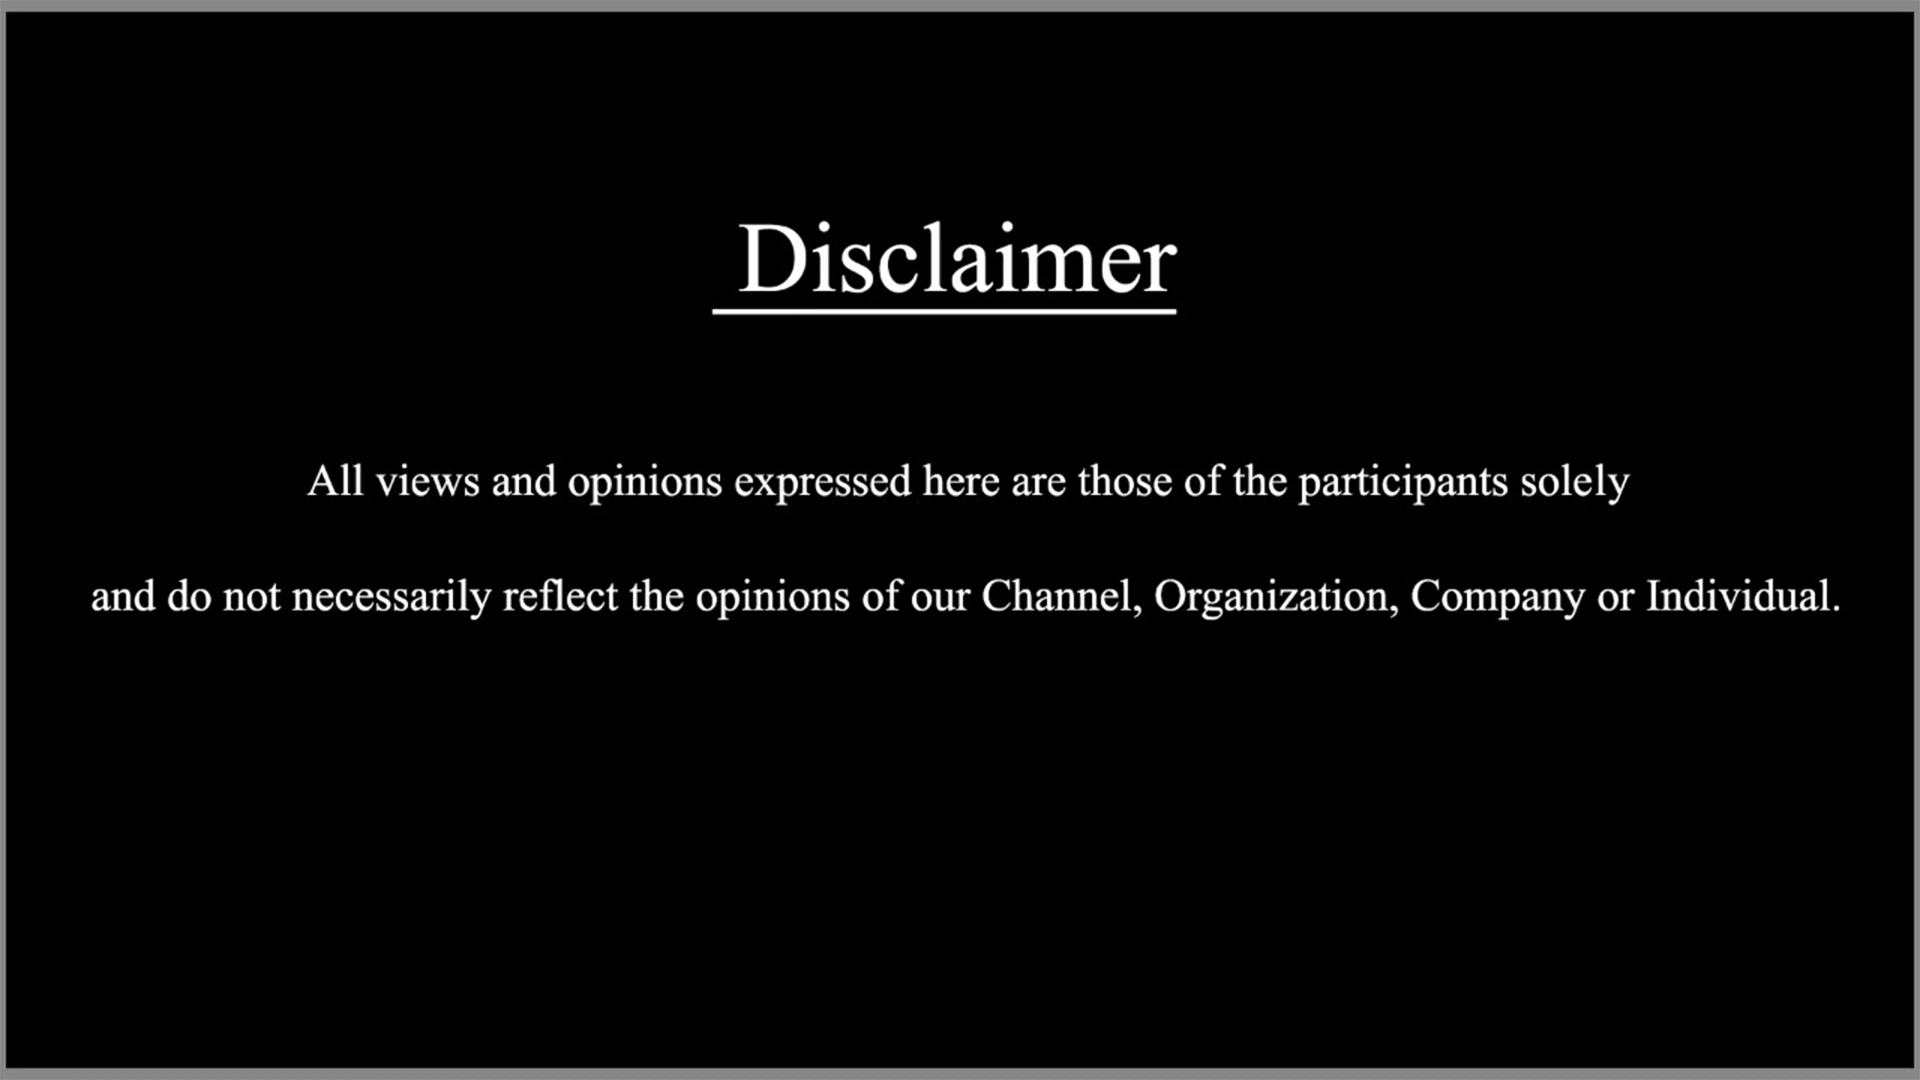 Disclaimer
All views and opinions expressed here are those of the participants solely
and do not necessarily reflect the opinions of our Channel, Organization, Company or Individual.